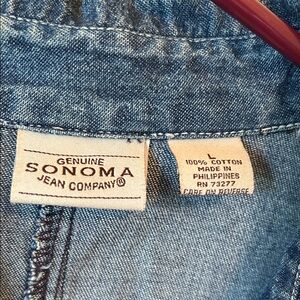 GENUINE
SONOMA
JEAN COMPANY®
L
100% COTTON
MADE IN
PHILIPPINES
RN 73277
CARE ON REVERSE